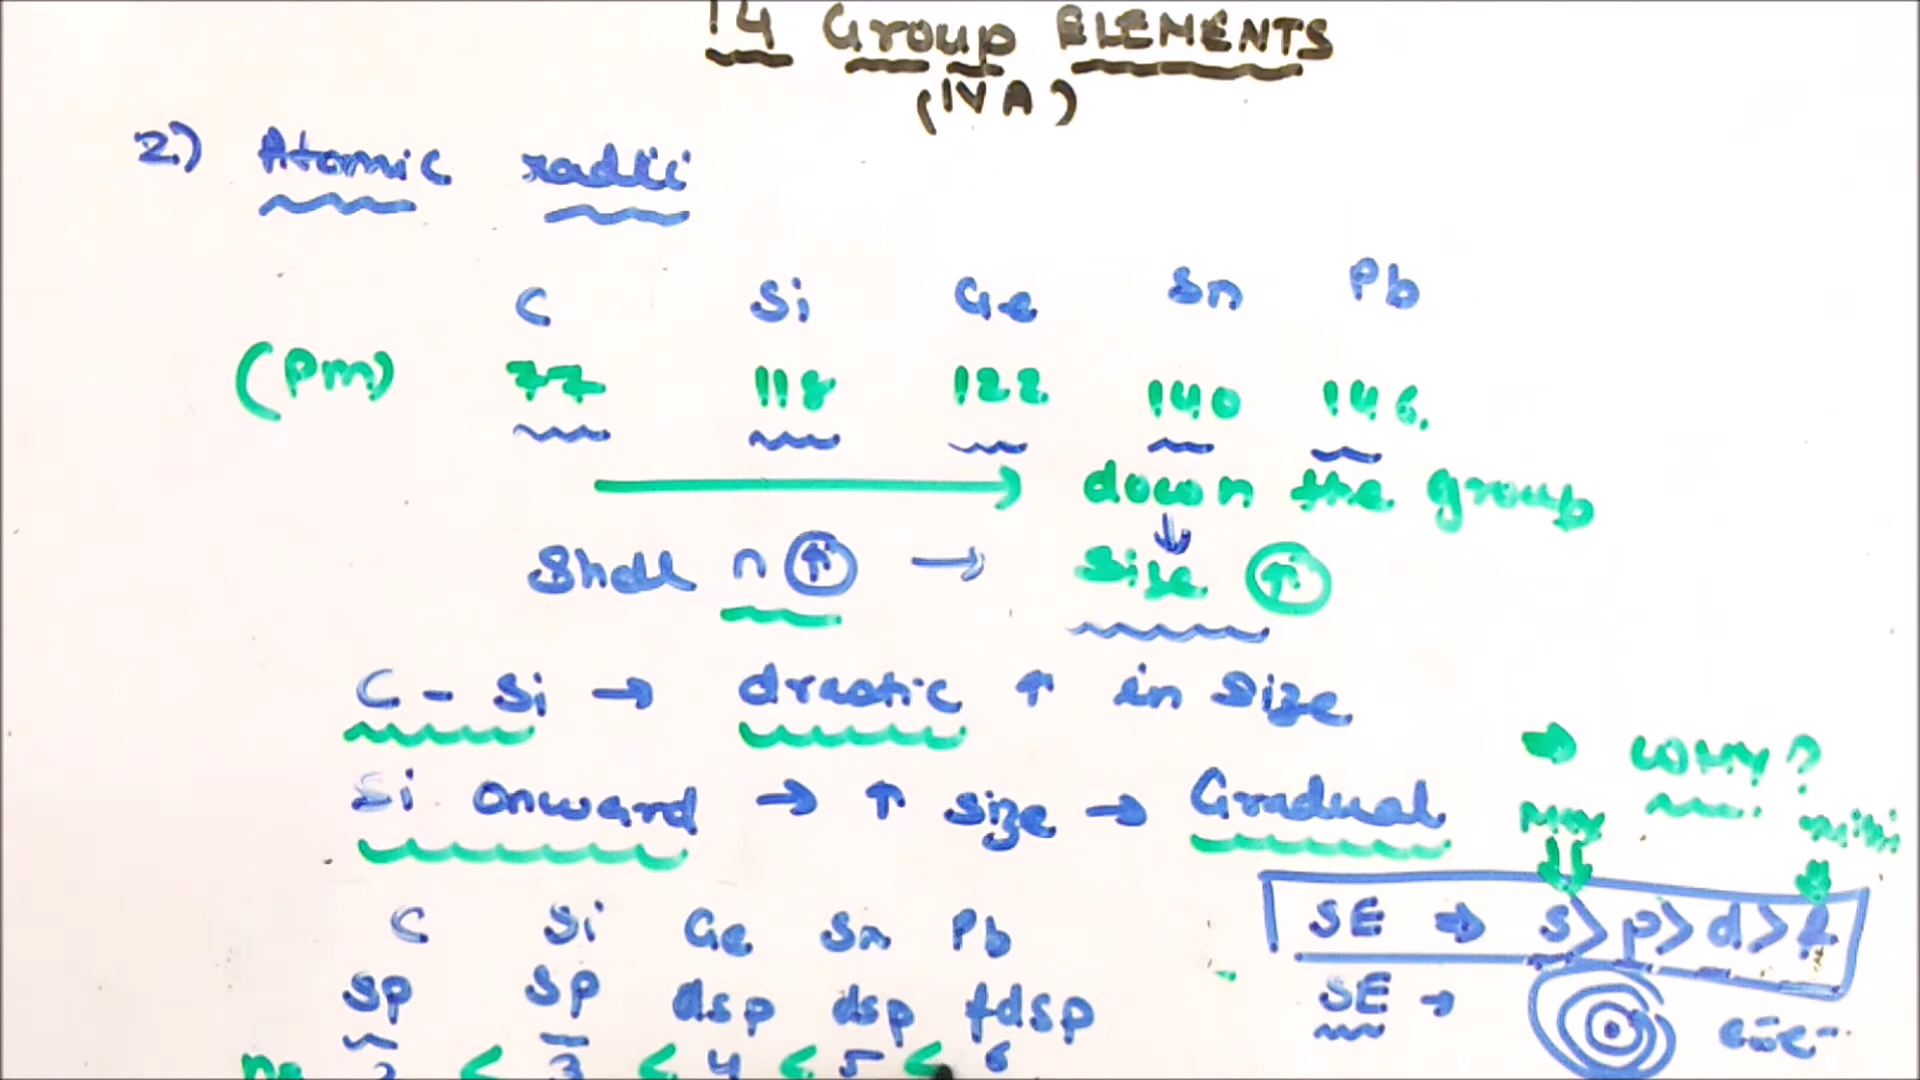 14 Group ELEMENTS
(IV A)
2) Atomic radii
C Si Ge Sn Pb
(Pm) 77 118 122 140 146.
→ down the group
↓
Shell n ↑ → Size ↑
C - Si → drastic ↑ in Size
⇒ WHY?
Si onward → ↑ size → Gradual
Max mini
C Si Ge Sn Pb
SE ⇒ s > p > d > f
sp sp dsp dsp fdsp
SE →
no 2 < 3 < 4 < 5 < 6